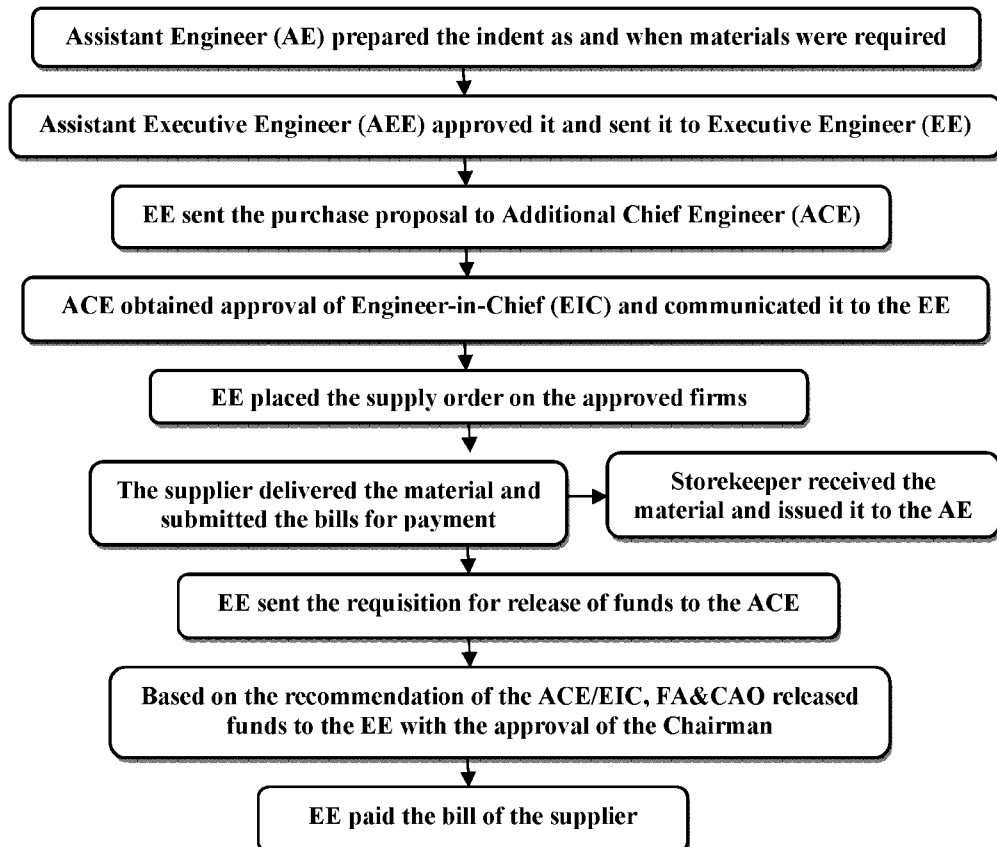 Assistant Engineer (AE) prepared the indent as and when materials were required
Assistant Executive Engineer (AEE) approved it and sent it to Executive Engineer (EE)
EE sent the purchase proposal to Additional Chief Engineer (ACE)
ACE obtained approval of Engineer-in-Chief (EIC) and communicated it to the EE
EE placed the supply order on the approved firms
The supplier delivered the material and
submitted the bills for payment
Storekeeper received the
material and issued it to the AE
EE sent the requisition for release of funds to the ACE
Based on the recommendation of the ACE/EIC, FA&CAO released
funds to the EE with the approval of the Chairman
EE paid the bill of the supplier